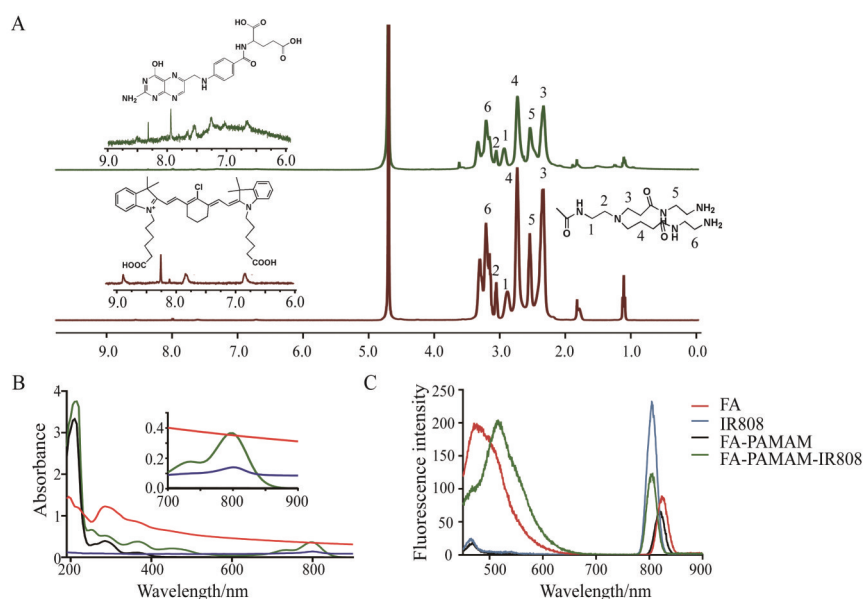 A
HO
O
OH
O
HN
O
OH
N
N
N
N
H
N
NH2
9.0 8.0 7.0 6.0
6 2 1 4 5 3
Cl
N+
N
HOOC
COOH
9.0 8.0 7.0 6.0
6 2 1 4 5 3
O
H
N
1
2
N
3
O
N
H
5
NH2
4
O
N
H
6
NH2
9.0 8.0 7.0 6.0 5.0 4.0 3.0 2.0 1.0 0.0
B
Absorbance
4
3
2
1
0
0.4
0.2
0.0
700 800 900
200 400 600 800
Wavelength/nm
C
Fluorescence intensity
250
200
150
100
50
0
500 600 700 800 900
Wavelength/nm
FA
IR808
FA-PAMAM
FA-PAMAM-IR808